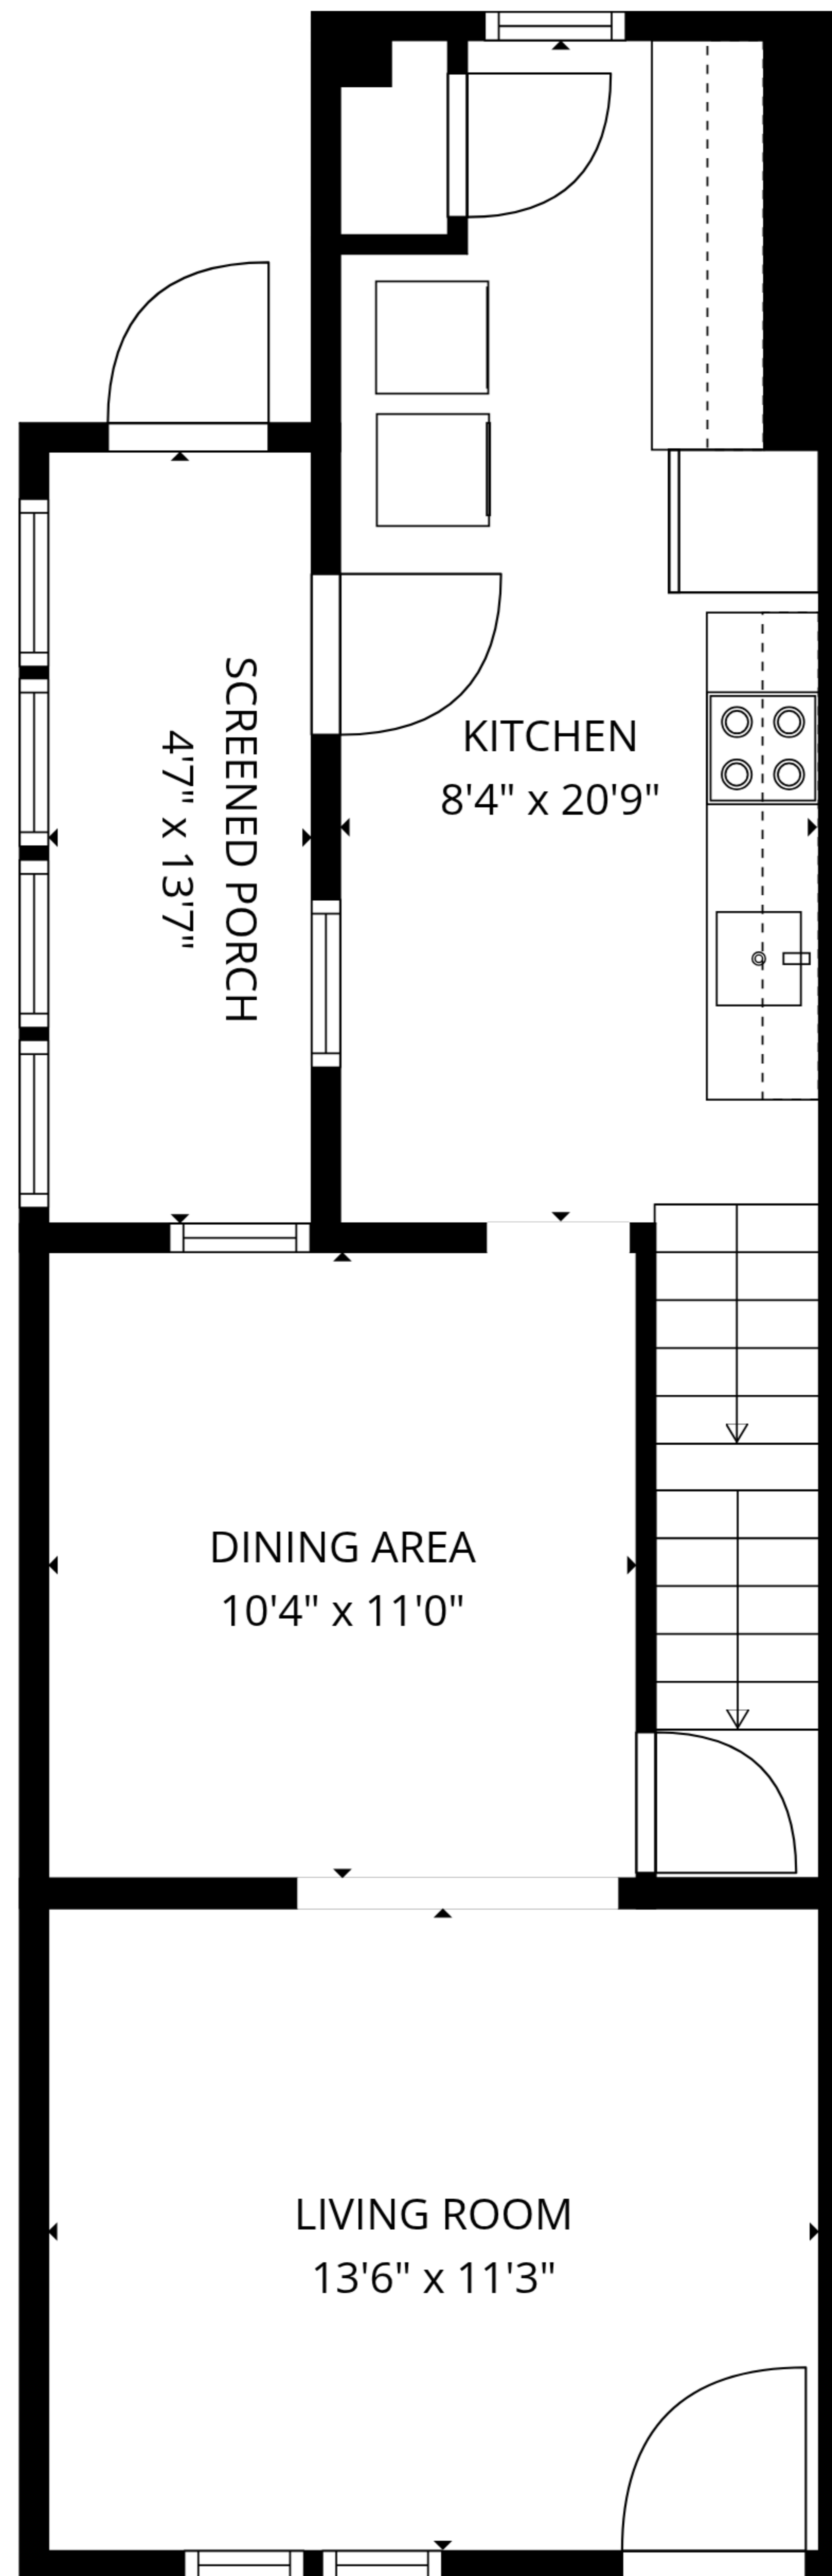 SCREENED PORCH
4'7" x 13'7"
KITCHEN
8'4" x 20'9"
DINING AREA
10'4" x 11'0"
LIVING ROOM
13'6" x 11'3"